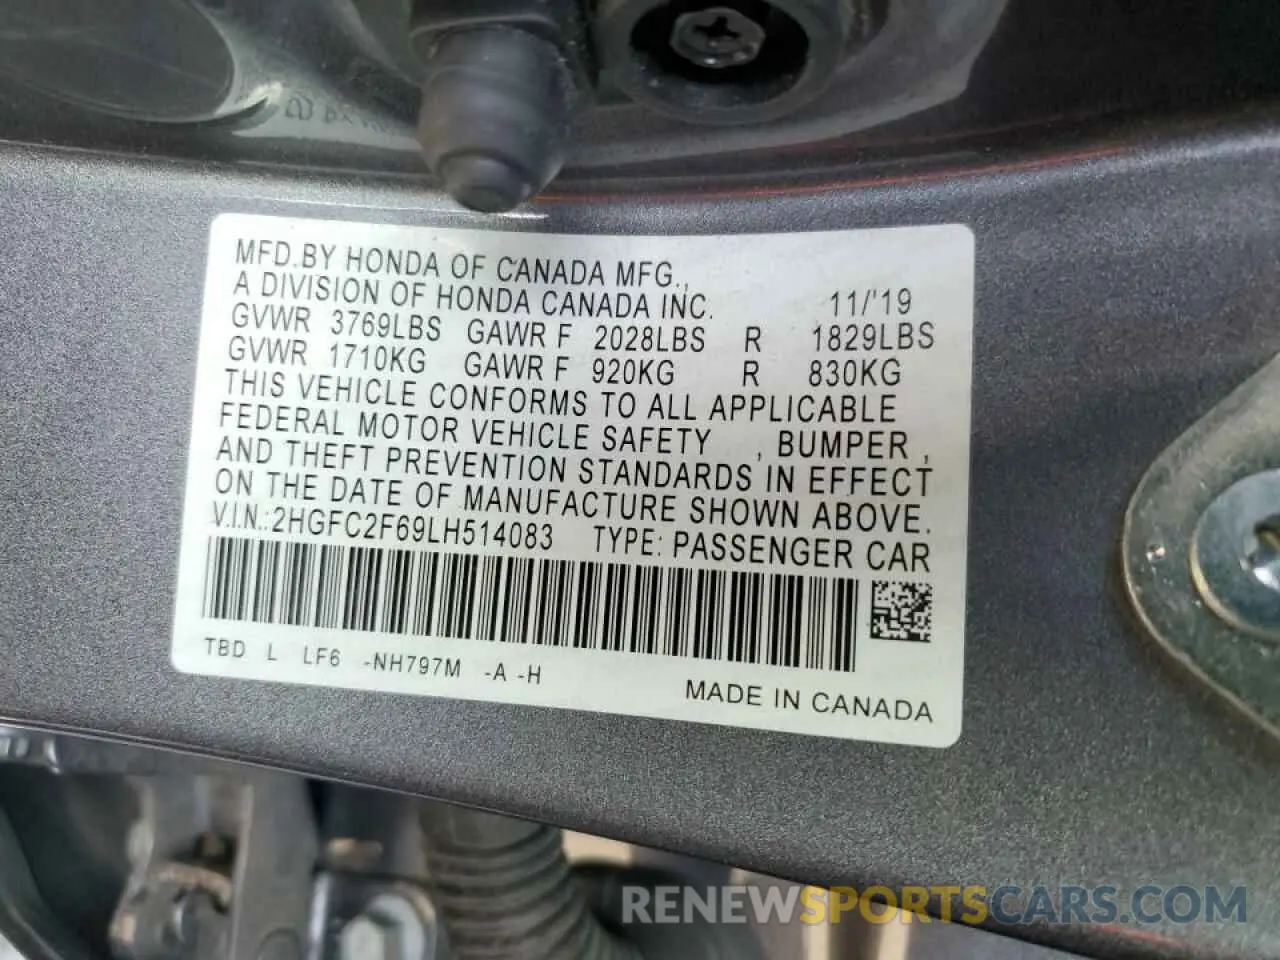 MFD.BY HONDA OF CANADA MFG.,
A DIVISION OF HONDA CANADA INC. 11/'19
GVWR 3769LBS GAWR F 2028LBS R 1829LBS
GVWR 1710KG GAWR F 920KG R 830KG
THIS VEHICLE CONFORMS TO ALL APPLICABLE
FEDERAL MOTOR VEHICLE SAFETY , BUMPER ,
AND THEFT PREVENTION STANDARDS IN EFFECT
ON THE DATE OF MANUFACTURE SHOWN ABOVE.
V.I.N.:2HGFC2F69LH514083 TYPE: PASSENGER CAR
TBD L LF6 -NH797M -A -H
MADE IN CANADA
RENEWSPORTSCARS.COM